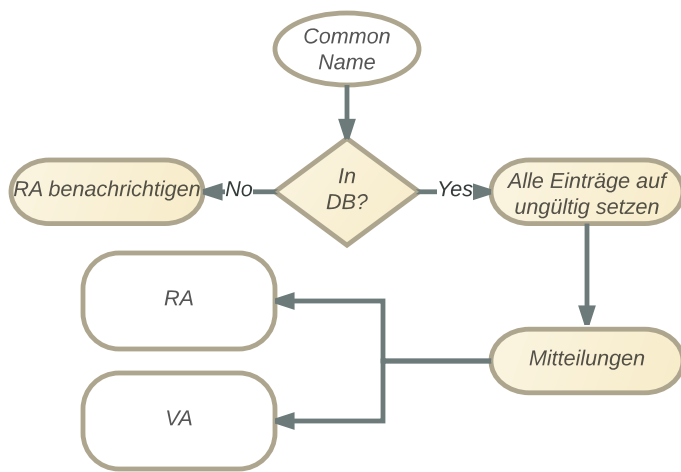 Common
Name
In
DB?
No
Yes
RA benachrichtigen
Alle Einträge auf
ungültig setzen
RA
Mitteilungen
VA